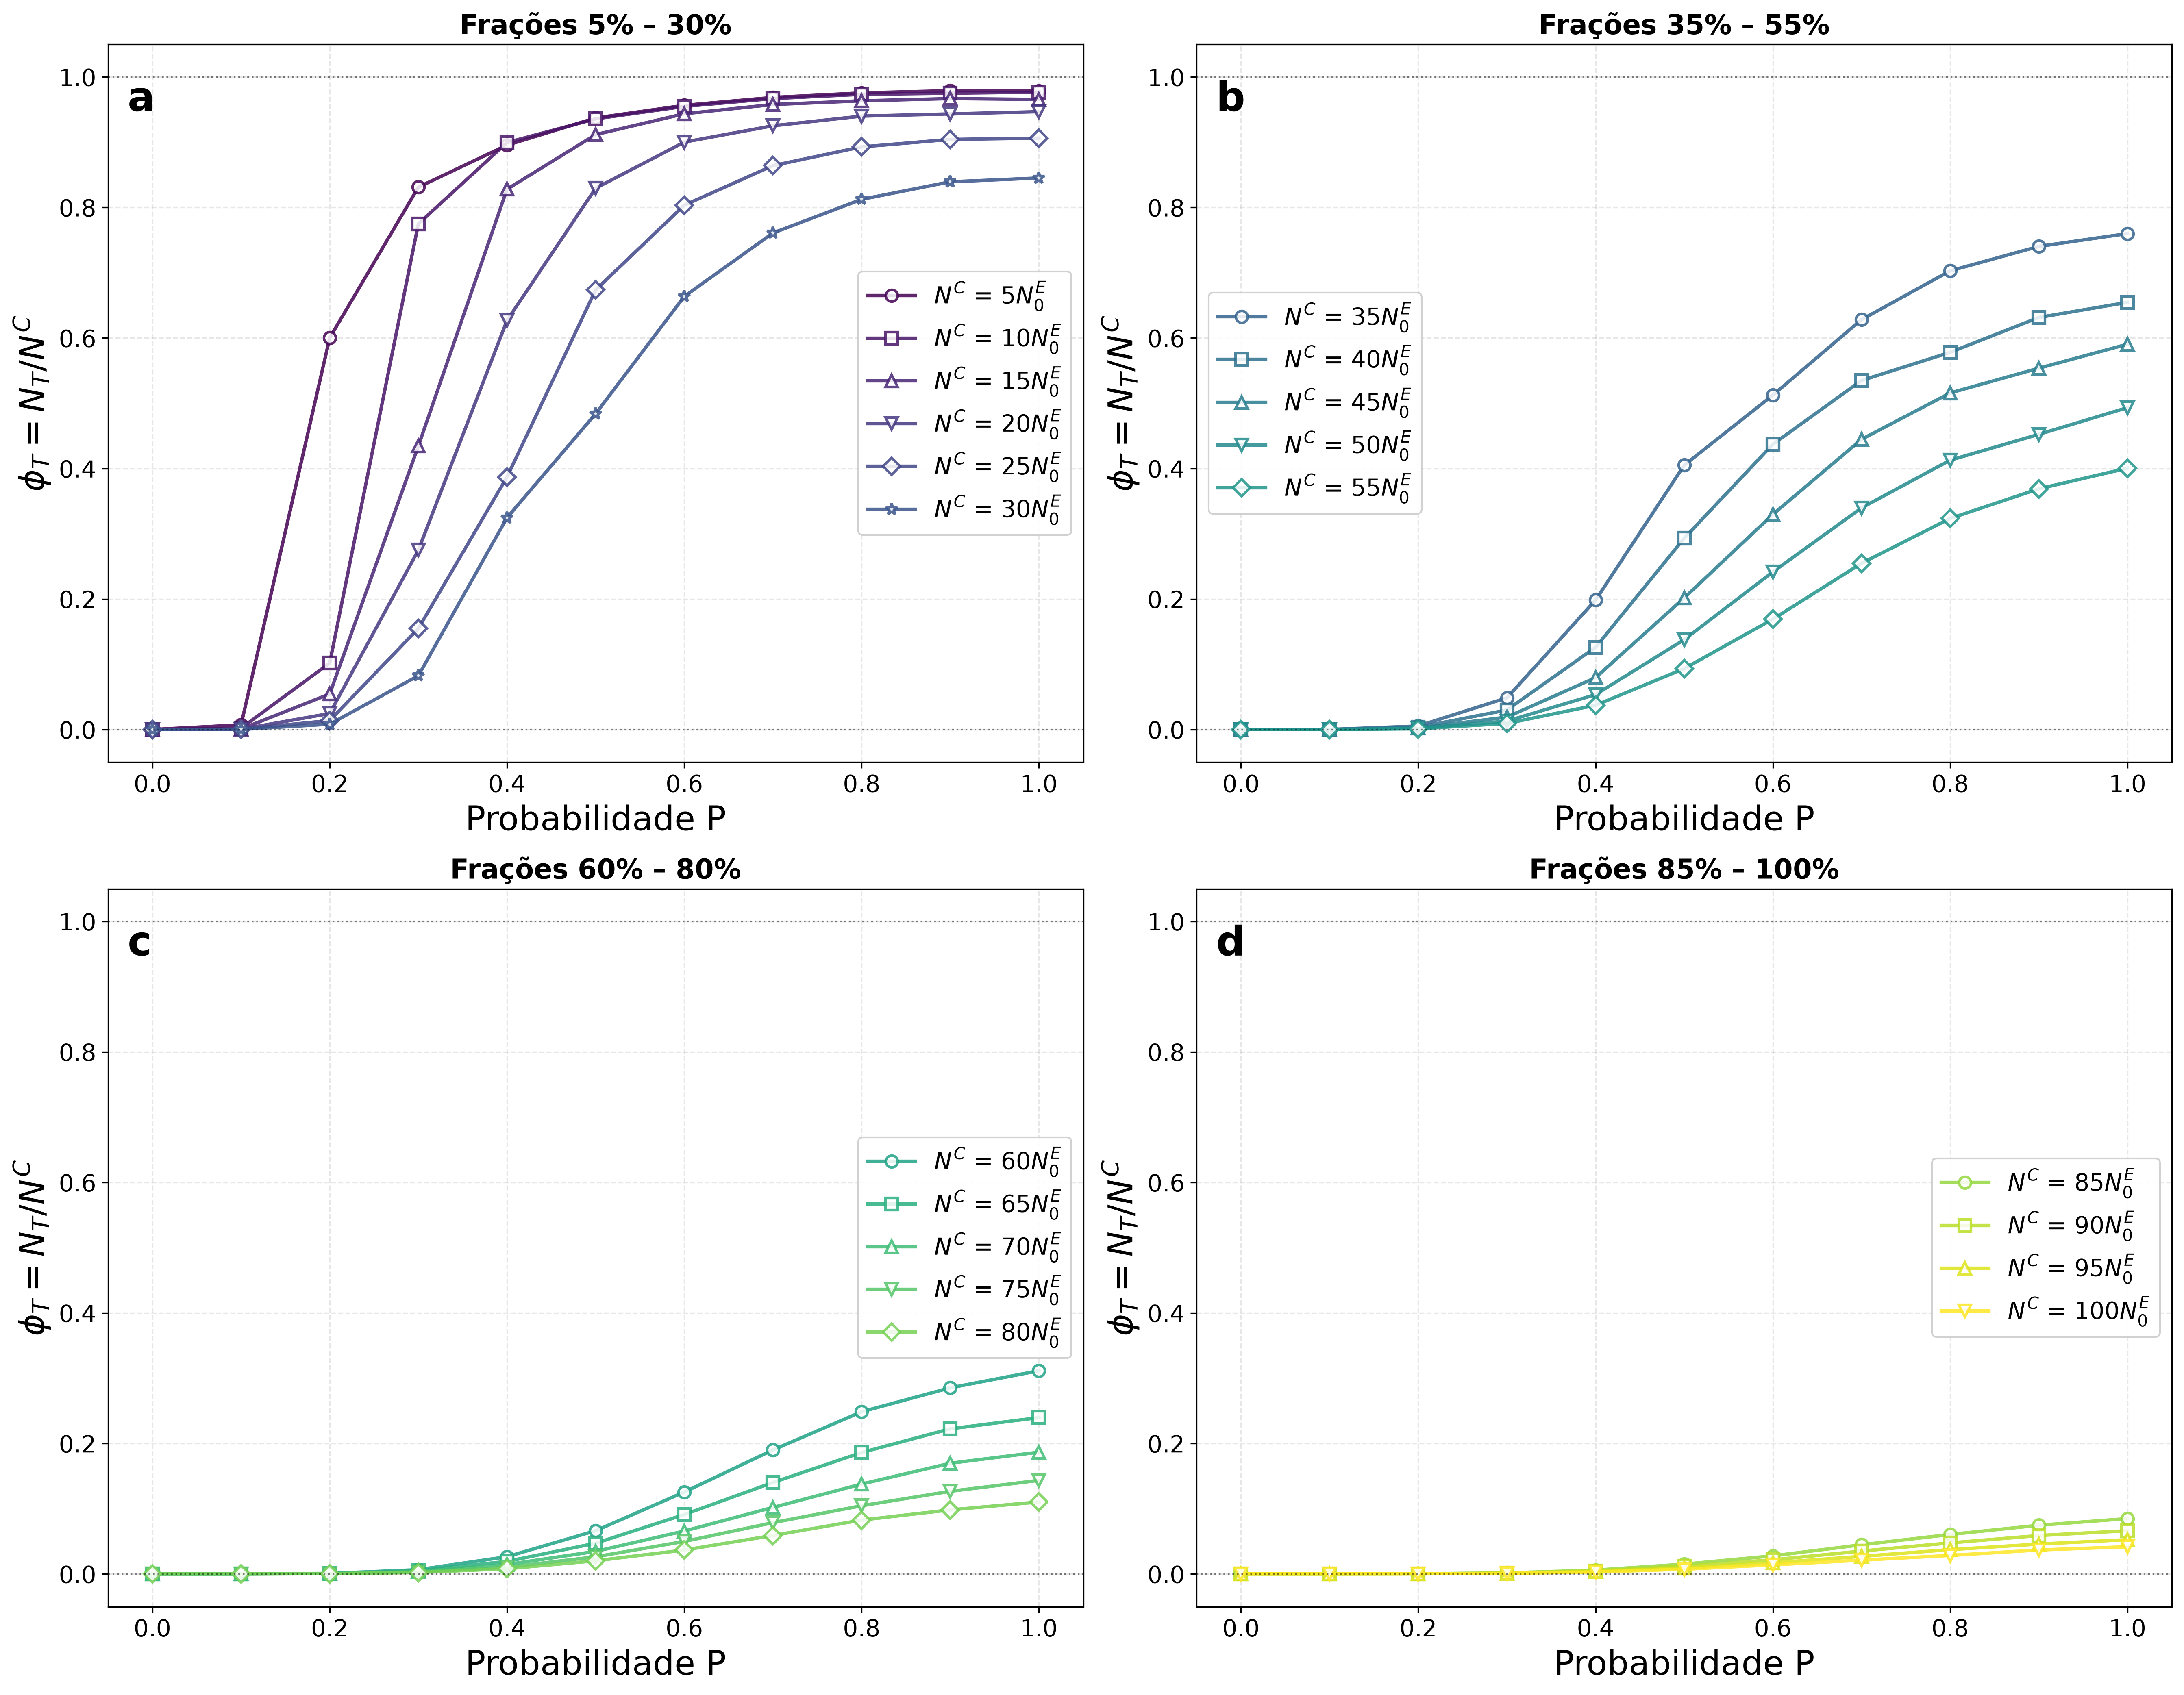 Frações 5% – 30%
a
1.0
0.8
0.6
0.4
0.2
0.0
ϕ_T = N_T/N^C
N^C = 5N_0^E
N^C = 10N_0^E
N^C = 15N_0^E
N^C = 20N_0^E
N^C = 25N_0^E
N^C = 30N_0^E
0.0 0.2 0.4 0.6 0.8 1.0
Probabilidade P
Frações 35% – 55%
b
1.0
0.8
0.6
0.4
0.2
0.0
ϕ_T = N_T/N^C
N^C = 35N_0^E
N^C = 40N_0^E
N^C = 45N_0^E
N^C = 50N_0^E
N^C = 55N_0^E
0.0 0.2 0.4 0.6 0.8 1.0
Probabilidade P
Frações 60% – 80%
c
1.0
0.8
0.6
0.4
0.2
0.0
ϕ_T = N_T/N^C
N^C = 60N_0^E
N^C = 65N_0^E
N^C = 70N_0^E
N^C = 75N_0^E
N^C = 80N_0^E
0.0 0.2 0.4 0.6 0.8 1.0
Probabilidade P
Frações 85% – 100%
d
1.0
0.8
0.6
0.4
0.2
0.0
ϕ_T = N_T/N^C
N^C = 85N_0^E
N^C = 90N_0^E
N^C = 95N_0^E
N^C = 100N_0^E
0.0 0.2 0.4 0.6 0.8 1.0
Probabilidade P